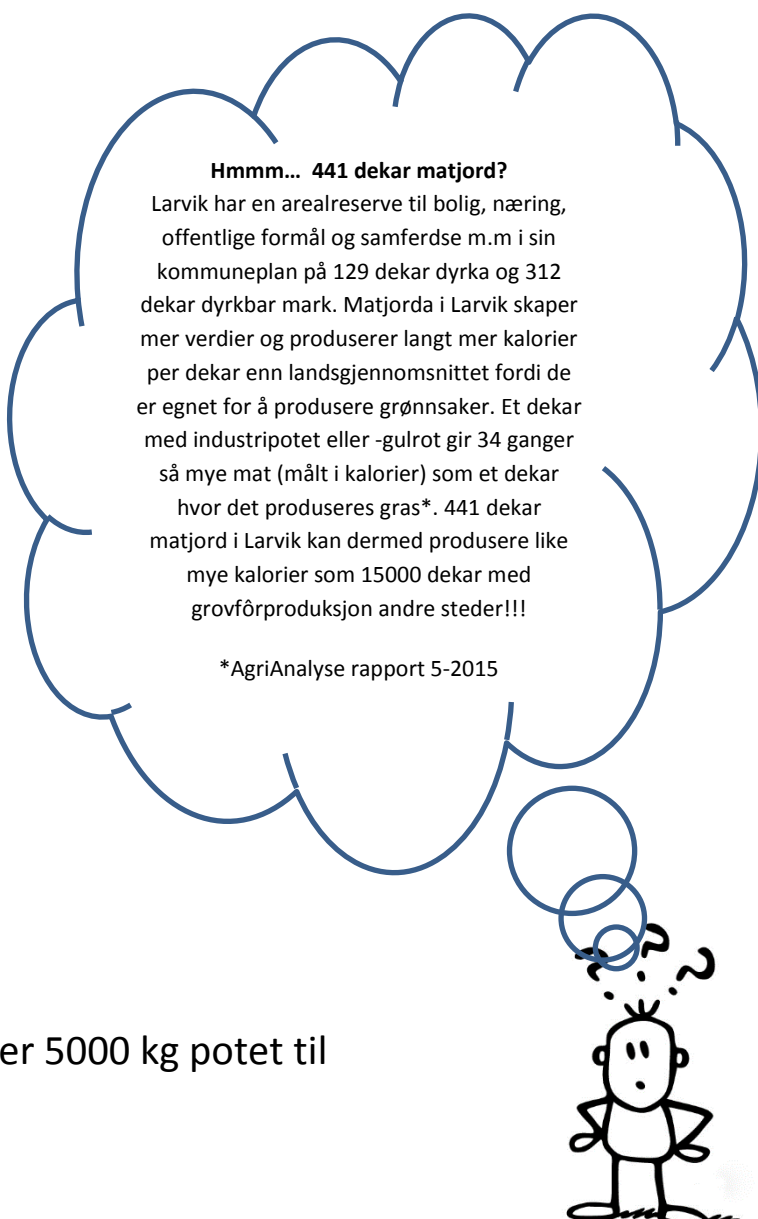 Hmmm... 441 dekar matjord?
Larvik har en arealreserve til bolig, næring,
offentlige formål og samferdse m.m i sin
kommuneplan på 129 dekar dyrka og 312
dekar dyrkbar mark. Matjorda i Larvik skaper
mer verdier og produserer langt mer kalorier
per dekar enn landsgjennomsnittet fordi de
er egnet for å produsere grønnsaker. Et dekar
med industripotet eller -gulrot gir 34 ganger
så mye mat (målt i kalorier) som et dekar
hvor det produseres gras*. 441 dekar
matjord i Larvik kan dermed produsere like
mye kalorier som 15000 dekar med
grovfôrproduksjon andre steder!!!
*AgriAnalyse rapport 5-2015
? ? ?
er 5000 kg potet til